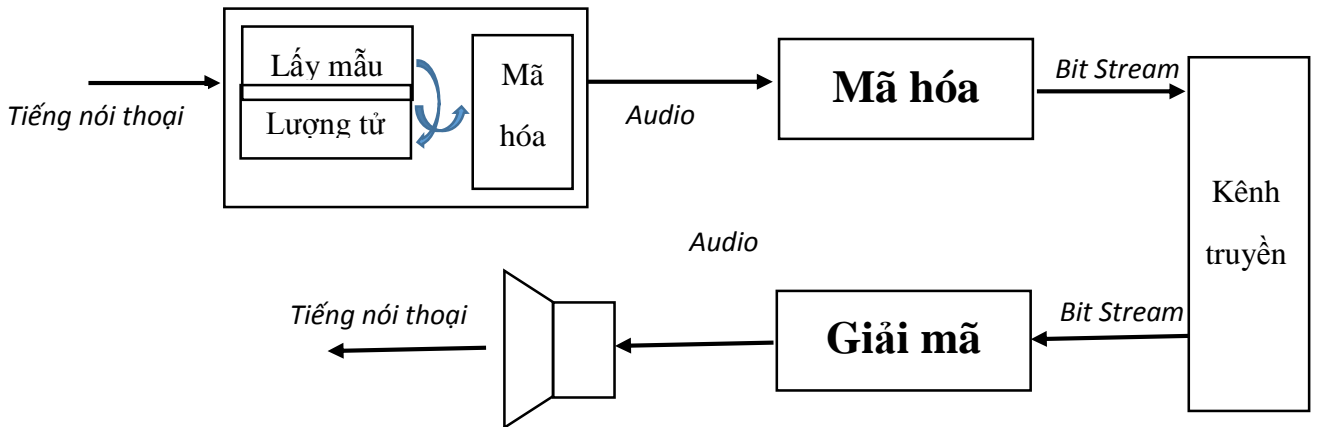 Lấy mẫu
Lượng tử
Mã
hóa
Tiếng nói thoại
Audio
Mã hóa
Bit Stream
Kênh
truyền
Audio
Tiếng nói thoại
Giải mã
Bit Stream